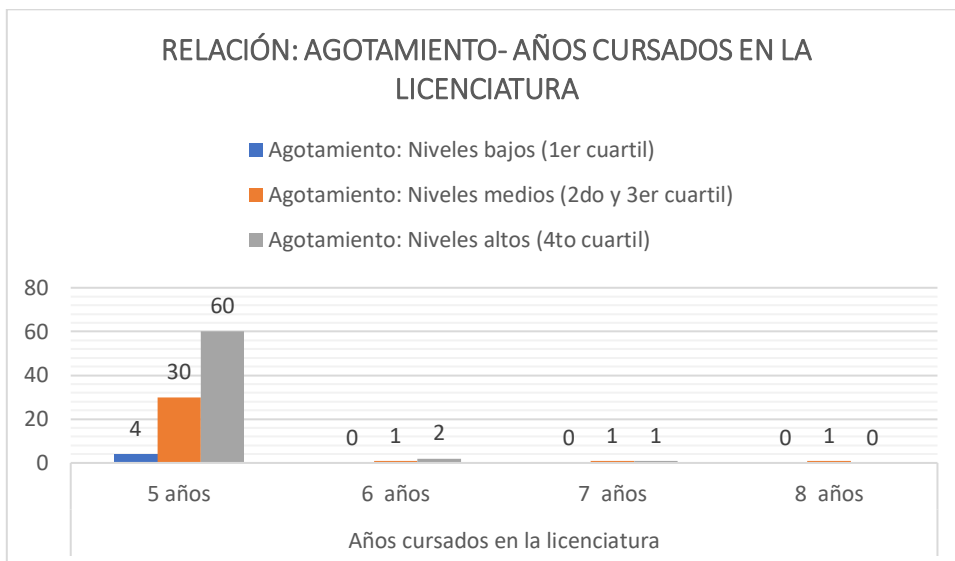 RELACIÓN: AGOTAMIENTO- AÑOS CURSADOS EN LA
LICENCIATURA
Agotamiento: Niveles bajos (1er cuartil)
Agotamiento: Niveles medios (2do y 3er cuartil)
Agotamiento: Niveles altos (4to cuartil)
80
60
40
20
0
4 30 60
0 1 2
0 1 1
0 1 0
5 años 6 años 7 años 8 años
Años cursados en la licenciatura